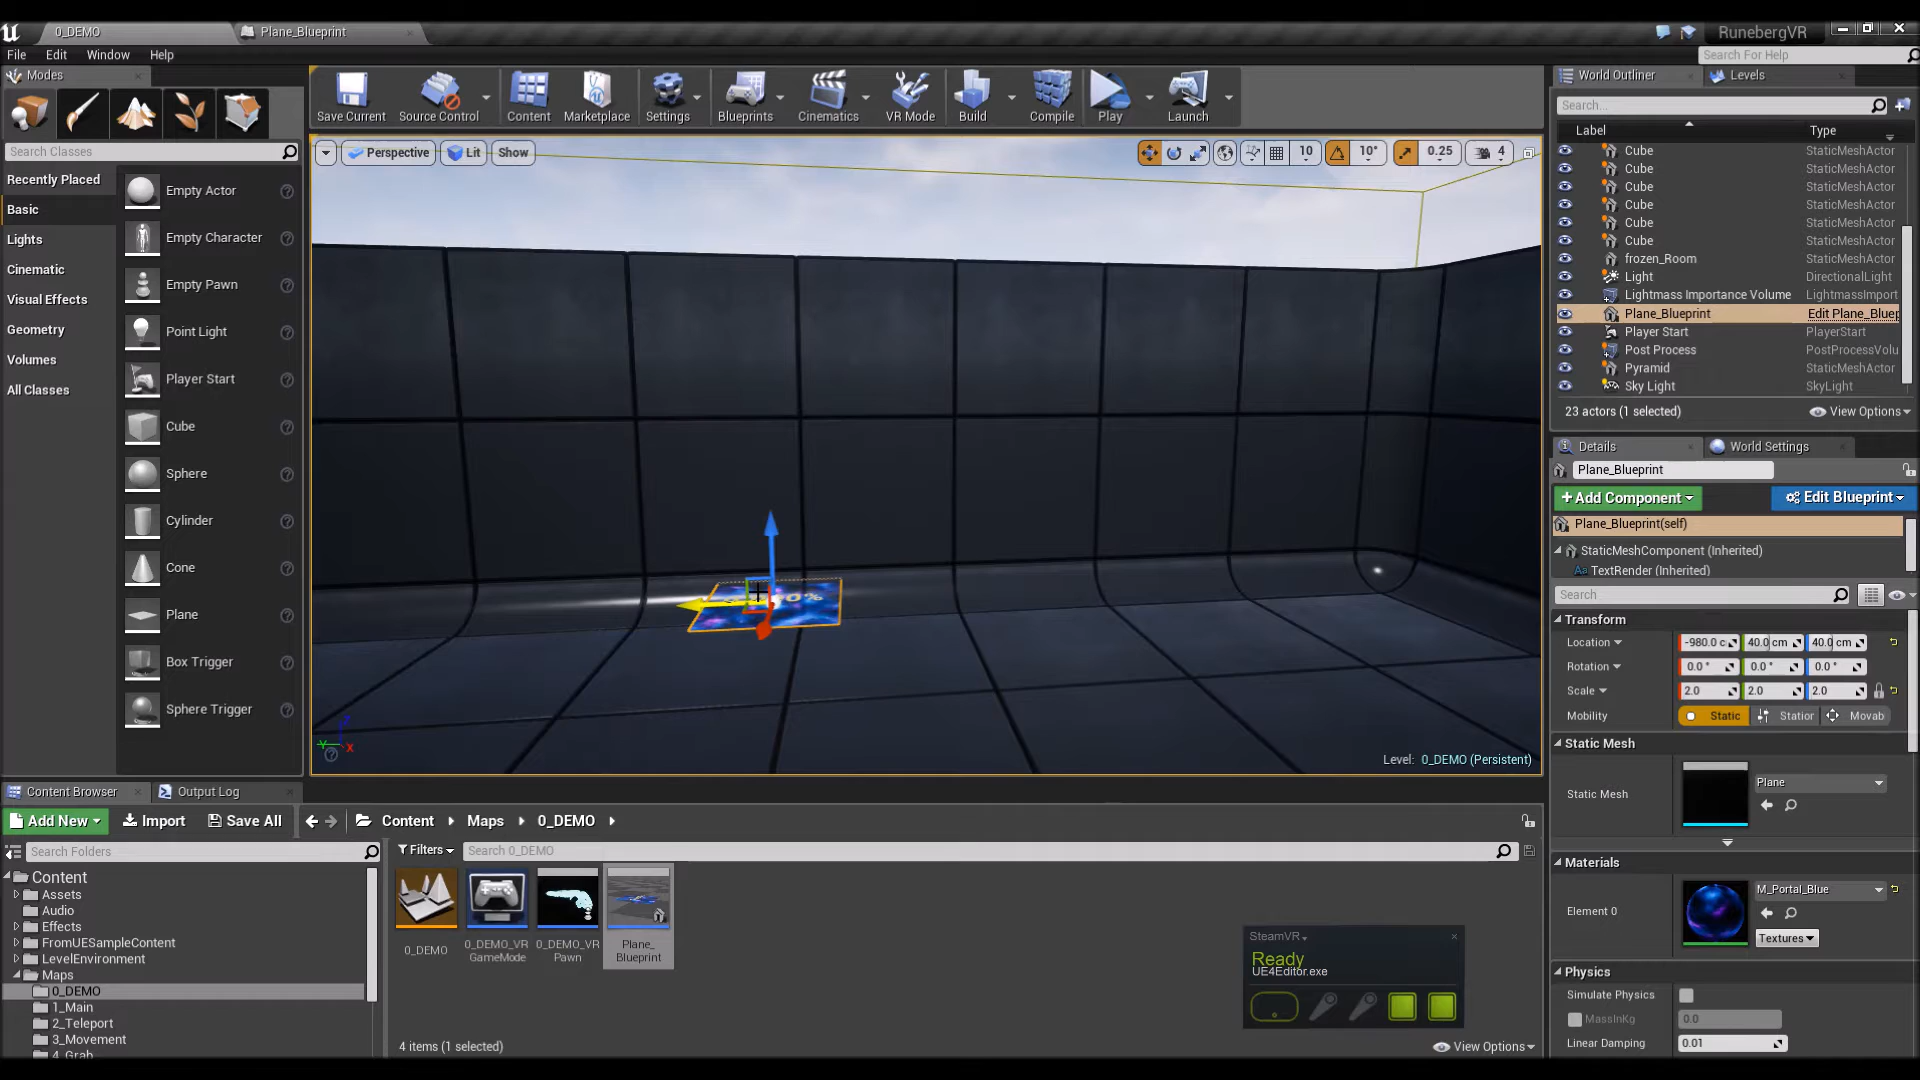 0_DEMO
Plane_Blueprint
RunebergVR
File Edit Window Help
Search For Help
Modes
Save Current
Source Control
Content
Marketplace
Settings
Blueprints
Cinematics
VR Mode
Build
Compile
Play
Launch
Search Classes
Recently Placed
Basic
Lights
Cinematic
Visual Effects
Geometry
Volumes
All Classes
Empty Actor
Empty Character
Empty Pawn
Point Light
Player Start
Cube
Sphere
Cylinder
Cone
Plane
Box Trigger
Sphere Trigger
Perspective
Lit
Show
10
10°
0.25
4
Level: 0_DEMO (Persistent)
World Outliner
Levels
Search...
Label Type
Cube StaticMeshActor
Cube StaticMeshActor
Cube StaticMeshActor
Cube StaticMeshActor
Cube StaticMeshActor
Cube StaticMeshActor
frozen_Room StaticMeshActor
Light DirectionalLight
Lightmass Importance Volume LightmassImport
Plane_Blueprint Edit Plane_Bluep
Player Start PlayerStart
Post Process PostProcessVolu
Pyramid StaticMeshActor
Sky Light SkyLight
23 actors (1 selected)
View Options
Details
World Settings
Plane_Blueprint
+Add Component
Edit Blueprint
Plane_Blueprint(self)
StaticMeshComponent (Inherited)
TextRender (Inherited)
Search
Transform
Location -980.0 c 40.0 cm 40.0 cm
Rotation 0.0 ° 0.0 ° 0.0 °
Scale 2.0 2.0 2.0
Mobility Static Station Movab
Static Mesh
Static Mesh
Plane
Materials
Element 0
M_Portal_Blue
Textures
Physics
Simulate Physics
MassInKg 0.0
Linear Damping 0.01
Content Browser
Output Log
Add New
Import
Save All
Content
Maps
0_DEMO
Search Folders
Filters
Search 0_DEMO
Content
Assets
Audio
Effects
FromUESampleContent
LevelEnvironment
Maps
0_DEMO
1_Main
2_Teleport
3_Movement
4_Grab
0_DEMO
0_DEMO_VR
GameMode
0_DEMO_VR
Pawn
Plane_
Blueprint
4 items (1 selected)
View Options
SteamVR
Ready
UE4Editor.exe